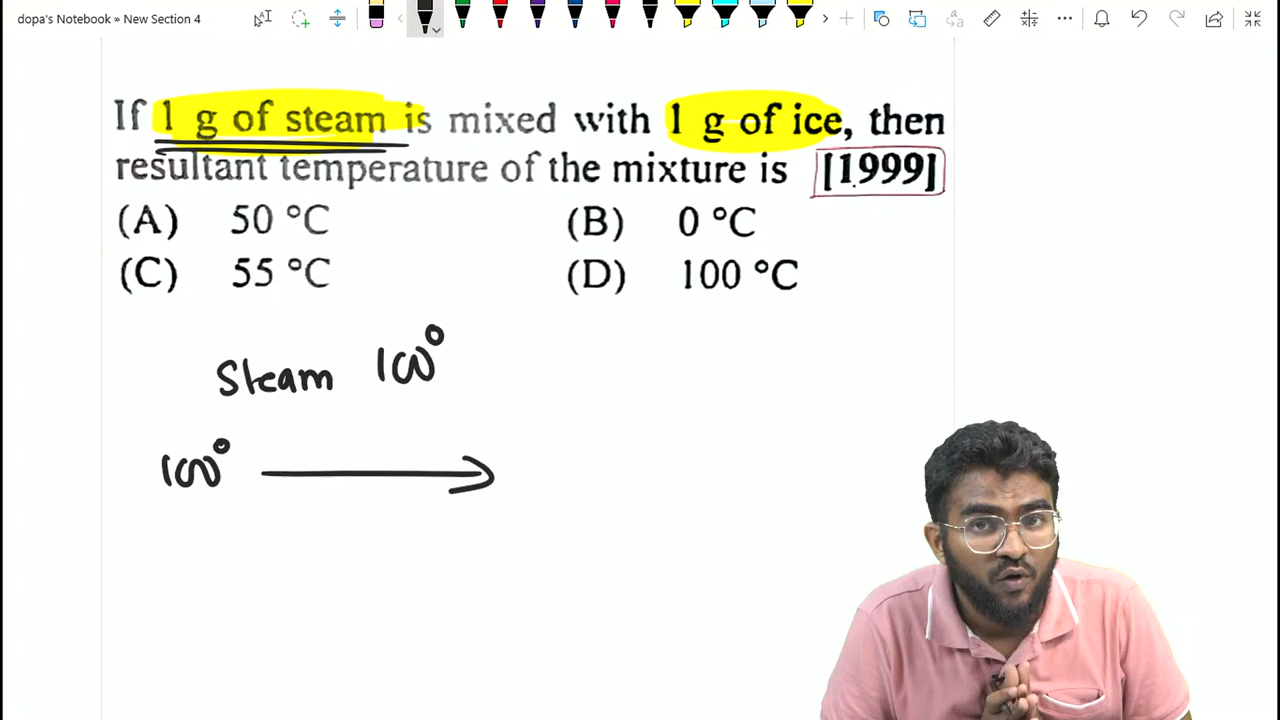 dopa's Notebook » New Section 4
If 1 g of steam is mixed with 1 g of ice, then
resultant temperature of the mixture is [1999]
(A) 50 °C (B) 0 °C
(C) 55 °C (D) 100 °C
Steam 100°
100°